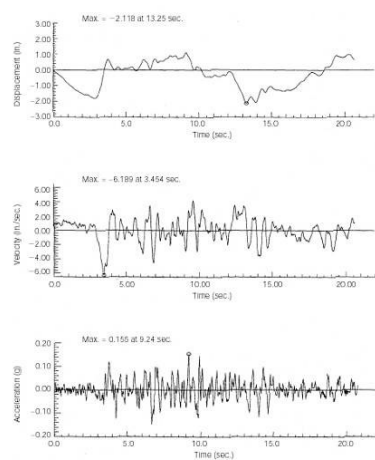 Max. = -2.118 at 13.25 sec.
3.00
2.00
1.00
0.00
-1.00
-2.00
-3.00
Displacement (in.)
0.0 5.0 10.0 15.0 20.0
Time (sec.)
Max. = -6.189 at 3.454 sec.
6.00
4.00
2.00
0.00
-2.00
-4.00
-6.00
Velocity (in./sec.)
0.0 5.0 10.0 15.0 20.0
Time (sec.)
Max. = 0.155 at 9.24 sec.
0.20
0.10
0.00
-0.10
-0.20
Acceleration (g)
0.0 5.0 10.0 15.0 20.0
Time (sec.)